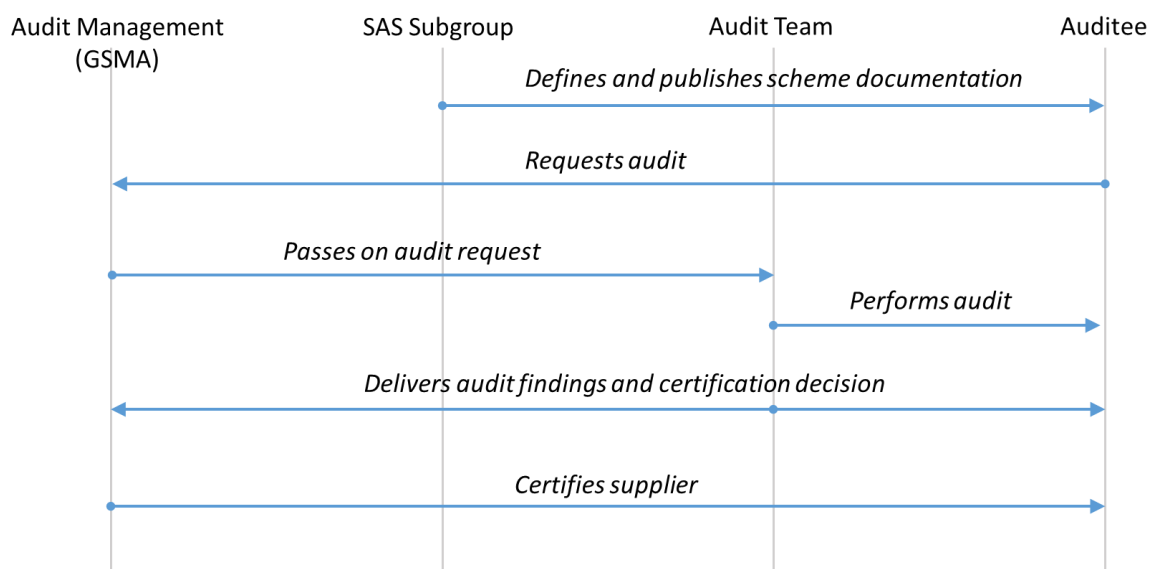 Audit Management
(GSMA)
SAS Subgroup
Audit Team
Auditee
Defines and publishes scheme documentation
Requests audit
Passes on audit request
Performs audit
Delivers audit findings and certification decision
Certifies supplier